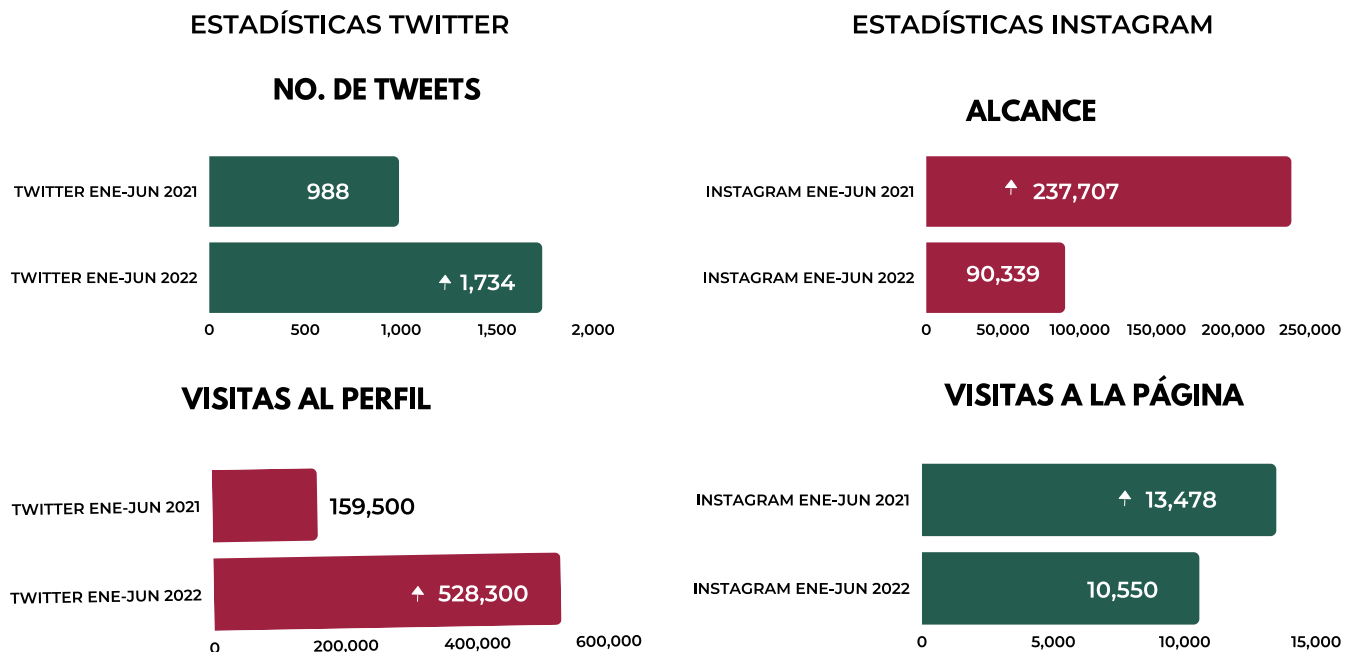 ESTADÍSTICAS TWITTER
NO. DE TWEETS
TWITTER ENE-JUN 2021
988
TWITTER ENE-JUN 2022
1,734
0 500 1,000 1,500 2,000
VISITAS AL PERFIL
TWITTER ENE-JUN 2021
159,500
TWITTER ENE-JUN 2022
528,300
0 200,000 400,000 600,000
ESTADÍSTICAS INSTAGRAM
ALCANCE
INSTAGRAM ENE-JUN 2021
237,707
INSTAGRAM ENE-JUN 2022
90,339
0 50,000 100,000 150,000 200,000 250,000
VISITAS A LA PÁGINA
INSTAGRAM ENE-JUN 2021
13,478
INSTAGRAM ENE-JUN 2022
10,550
0 5,000 10,000 15,000